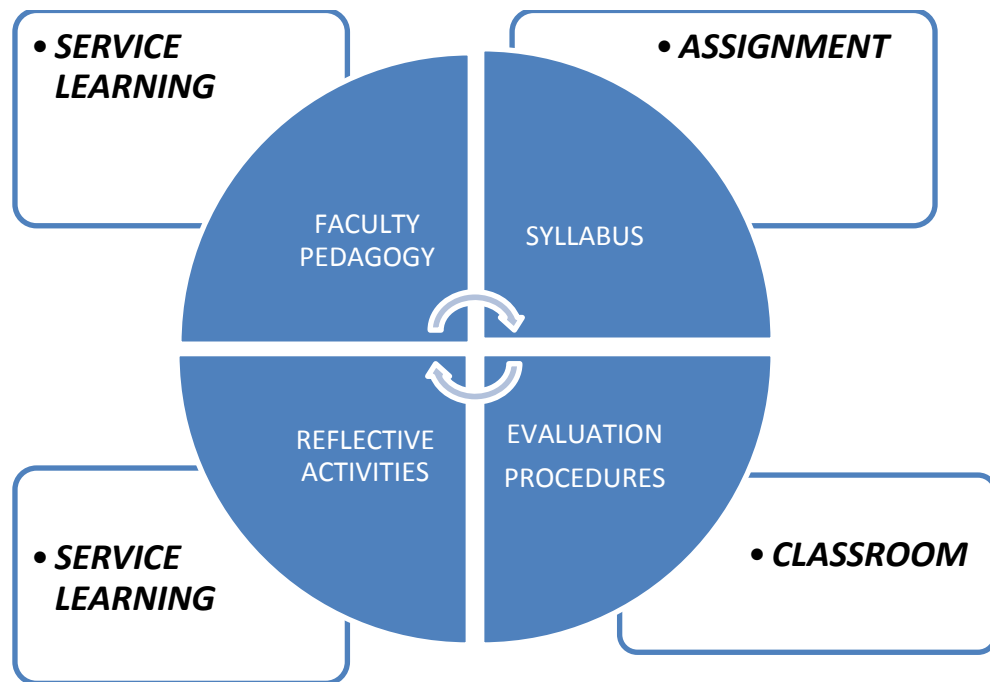 • SERVICE
LEARNING
• ASSIGNMENT
FACULTY
PEDAGOGY
SYLLABUS
REFLECTIVE
ACTIVITIES
EVALUATION
PROCEDURES
• SERVICE
LEARNING
• CLASSROOM